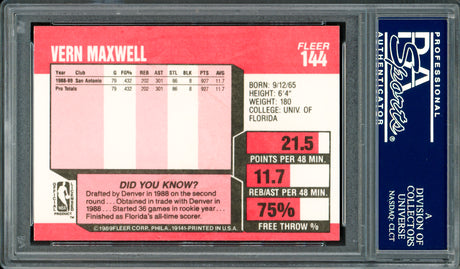 VERN MAXWELL
FLEER
144
Year Club G FG% REB AST STL BLK PTS AVG
1988-89 San Antonio 79 .432 202 301 86 8 927 11.7
Pro Totals 79 .432 202 301 86 8 927 11.7
BORN: 9/12/65
HEIGHT: 6'4"
WEIGHT: 180
COLLEGE: UNIV. OF
FLORIDA
21.5
POINTS PER 48 MIN.
11.7
REB/AST PER 48 MIN.
75%
FREE THROW %
DID YOU KNOW?
Drafted by Denver in 1988 on the second
round... Obtained in trade with Denver in
1988... Started 36 games in rookie year...
Finished as Florida's all-time scorer.
©1989 FLEER CORP., PHILA., 19141-PRINTED IN U.S.A.
NBA
PRODUCT
PROFESSIONAL
SPORTS
AUTHENTICATOR
PSA
A
DIVISION OF
COLLECTORS
UNIVERSE
NASDAQ, CLCT